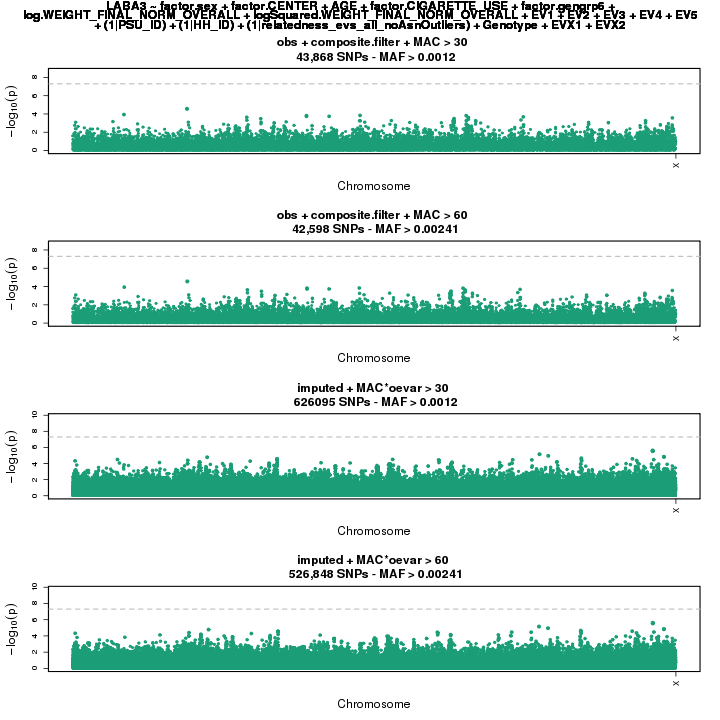 LABA3 ~ factor.sex + factor.CENTER + AGE + factor.CIGARETTE_USE + factor.gengrp6 +
log.WEIGHT_FINAL_NORM_OVERALL + logSquared.WEIGHT_FINAL_NORM_OVERALL + EV1 + EV2 + EV3 + EV4 + EV5
+ (1|PSU_ID) + (1|HH_ID) + (1|relatedness_evs_all_noAsnOutliers) + Genotype + EVX1 + EVX2
obs + composite.filter + MAC > 30
43,868 SNPs - MAF > 0.0012
−log10(p)
0
2
4
6
8
X
Chromosome
obs + composite.filter + MAC > 60
42,598 SNPs - MAF > 0.00241
−log10(p)
0
2
4
6
8
X
Chromosome
imputed + MAC*oevar > 30
626095 SNPs - MAF > 0.0012
−log10(p)
0
2
4
6
8
10
X
Chromosome
imputed + MAC*oevar > 60
526,848 SNPs - MAF > 0.00241
−log10(p)
0
2
4
6
8
10
X
Chromosome